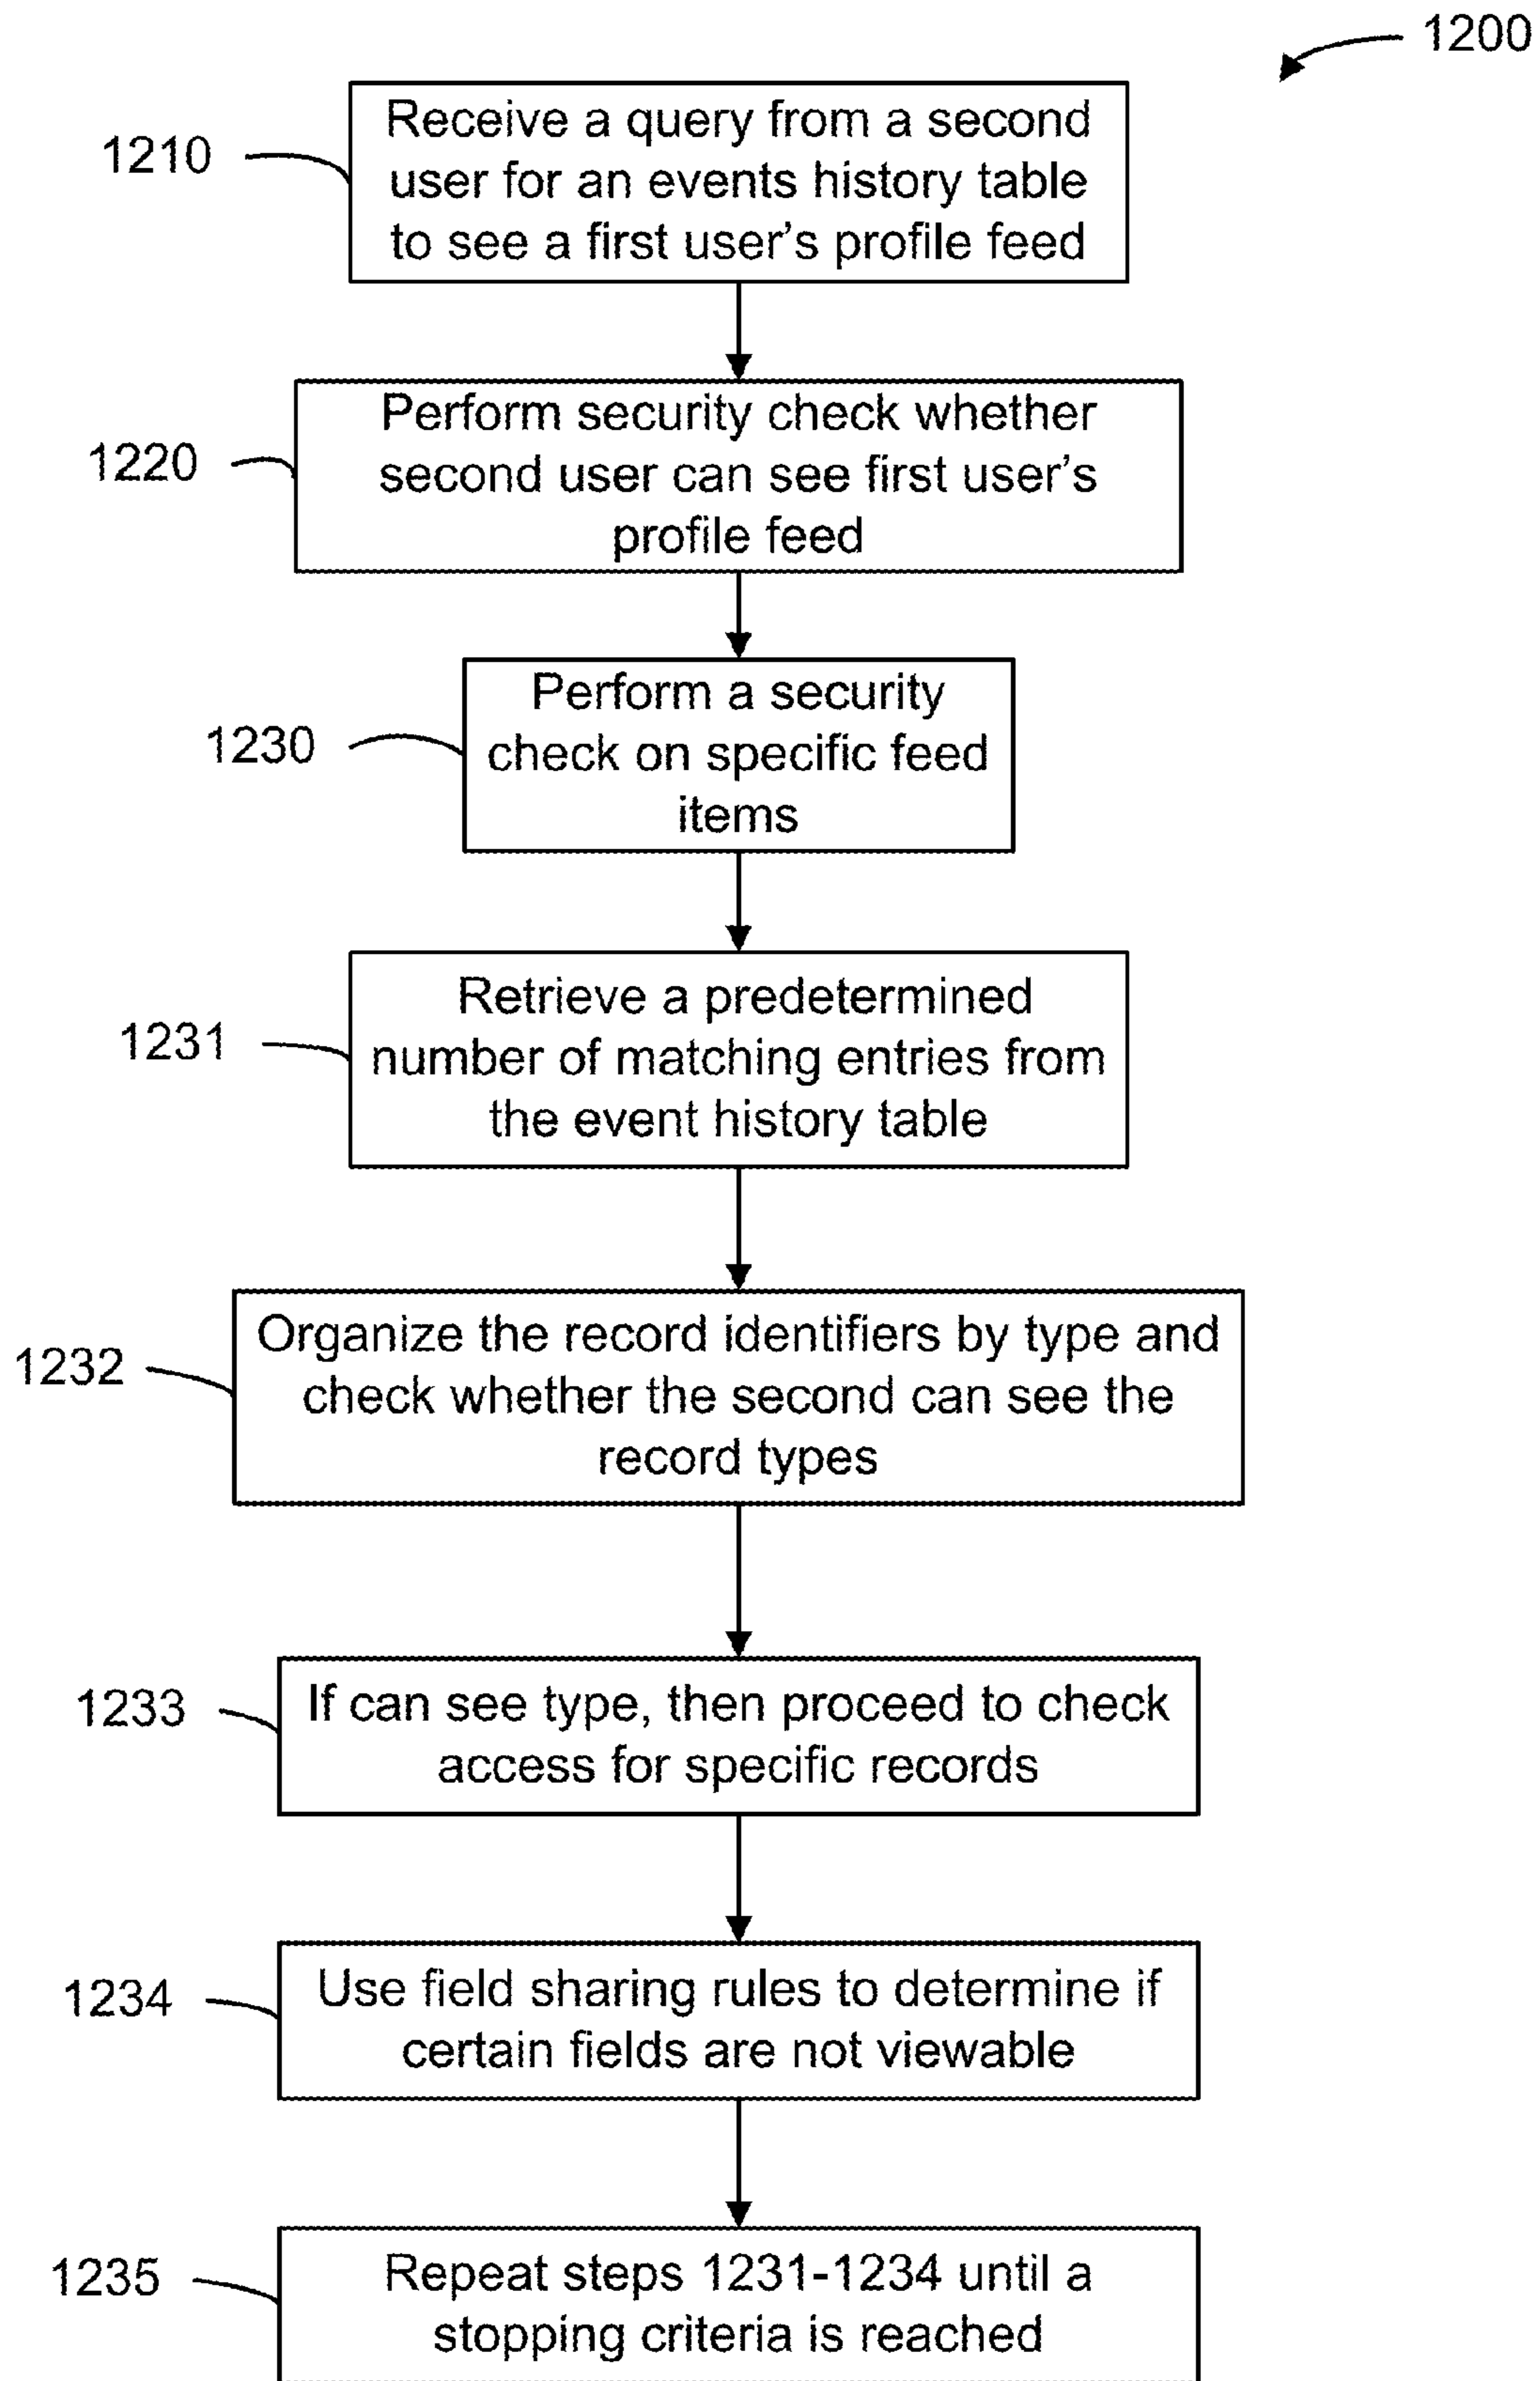 1200
1210
Receive a query from a second
user for an events history table
to see a first user's profile feed
1220
Perform security check whether
second user can see first user's
profile feed
1230
Perform a security
check on specific feed
items
1231
Retrieve a predetermined
number of matching entries from
the event history table
1232
Organize the record identifiers by type and
check whether the second can see the
record types
1233
If can see type, then proceed to check
access for specific records
1234
Use field sharing rules to determine if
certain fields are not viewable
1235
Repeat steps 1231-1234 until a
stopping criteria is reached